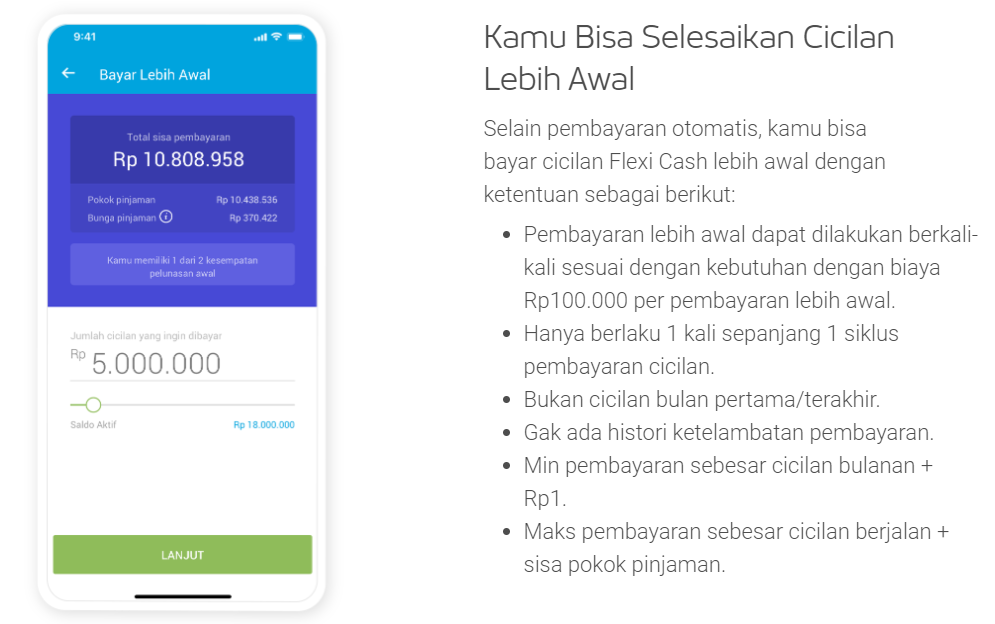 9:41
Bayar Lebih Awal
Total sisa pembayaran
Rp 10.808.958
Pokok pinjaman Rp 10.438.536
Bunga pinjaman i Rp 370.422
Kamu memiliki 1 dari 2 kesempatan
pelunasan awal
Jumlah cicilan yang ingin dibayar
Rp 5.000.000
Saldo Aktif Rp 18.000.000
LANJUT
Kamu Bisa Selesaikan Cicilan
Lebih Awal
Selain pembayaran otomatis, kamu bisa
bayar cicilan Flexi Cash lebih awal dengan
ketentuan sebagai berikut:
• Pembayaran lebih awal dapat dilakukan berkali-
kali sesuai dengan kebutuhan dengan biaya
Rp100.000 per pembayaran lebih awal.
• Hanya berlaku 1 kali sepanjang 1 siklus
pembayaran cicilan.
• Bukan cicilan bulan pertama/terakhir.
• Gak ada histori ketelambatan pembayaran.
• Min pembayaran sebesar cicilan bulanan +
Rp1.
• Maks pembayaran sebesar cicilan berjalan +
sisa pokok pinjaman.